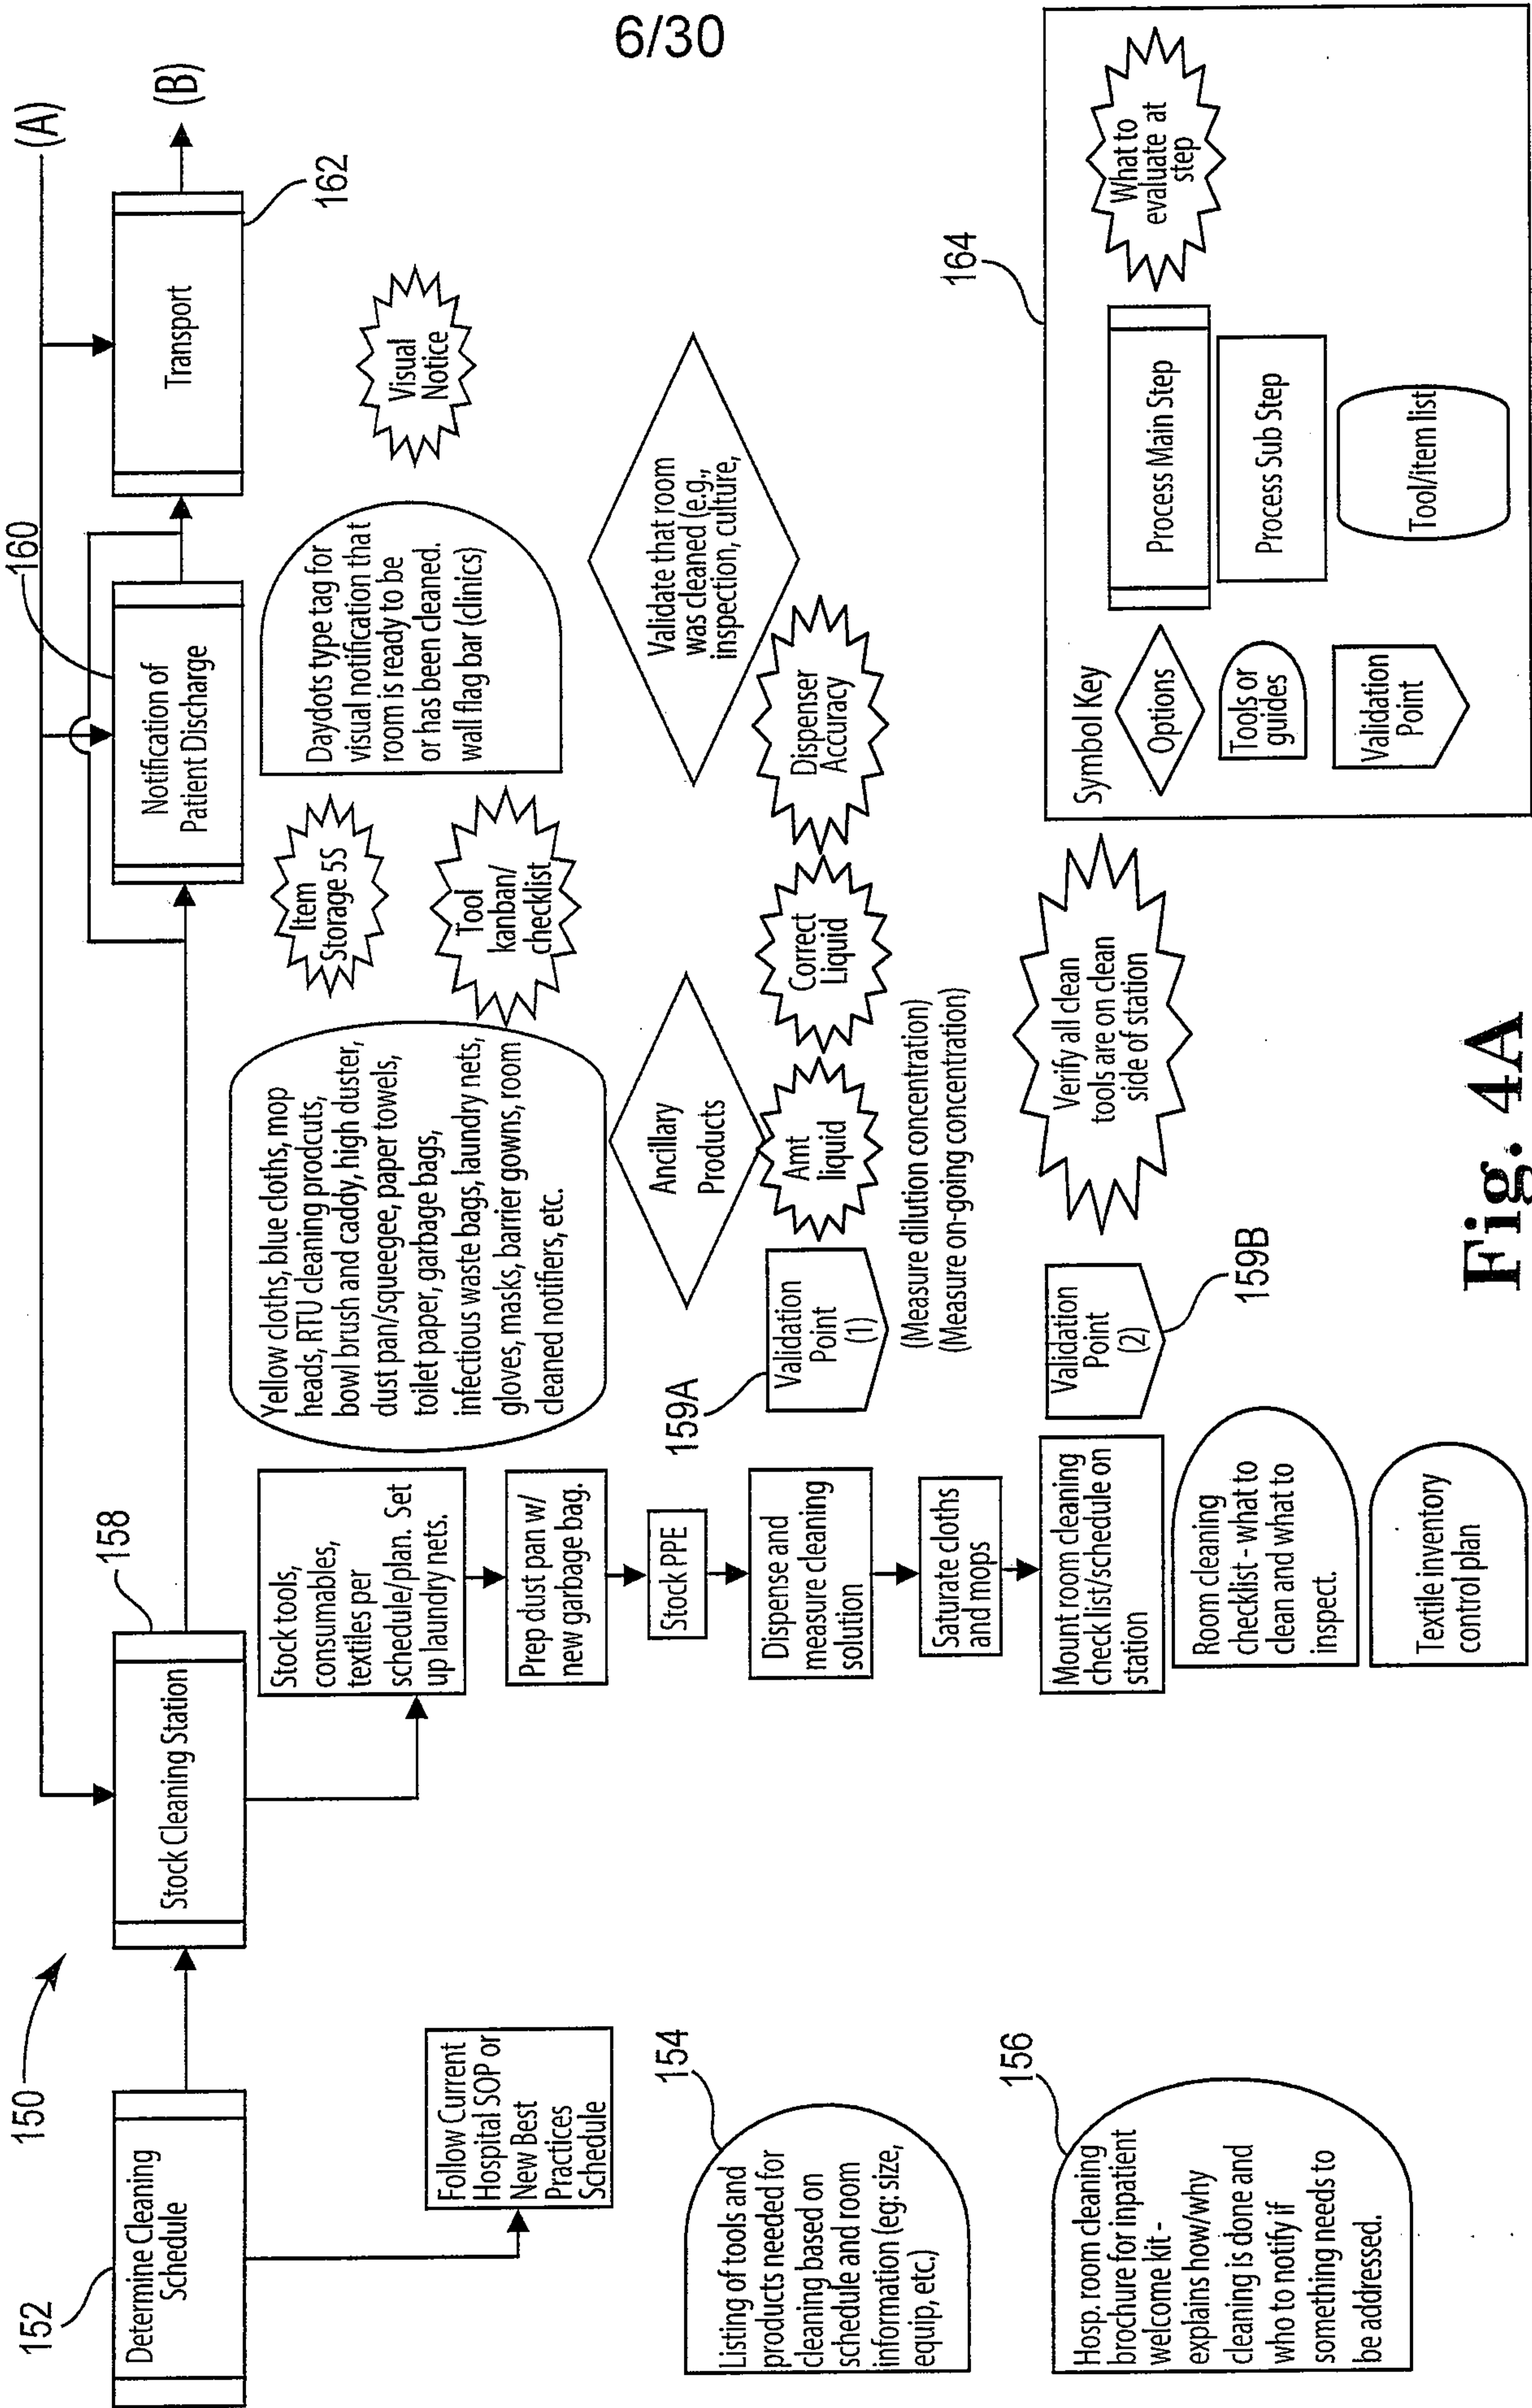 6/30
150
152
Determine Cleaning
Schedule
Follow Current
Hospital SOP or
New Best
Practices
Schedule
154
Listing of tools and
products needed for
cleaning based on
schedule and room
information (eg: size,
equip, etc.)
156
Hosp. room cleaning
brochure for inpatient
welcome kit -
explains how/why
cleaning is done and
who to notify if
something needs to
be addressed.
158
Stock Cleaning Station
Stock tools,
consumables,
textiles per
schedule/plan. Set
up laundry nets.
Prep dust pan w/
new garbage bag.
Stock PPE
Dispense and
measure cleaning
solution
Saturate cloths
and mops
Mount room cleaning
check list/schedule on
station
Room cleaning
checklist - what to
clean and what to
inspect.
Textile inventory
control plan
Yellow cloths, blue cloths, mop
heads, RTU cleaning prodcuts,
bowl brush and caddy, high duster,
dust pan/squeegee, paper towels,
toilet paper, garbage bags,
infectious waste bags, laundry nets,
gloves, masks, barrier gowns, room
cleaned notifiers, etc.
Item
Storage 5S
Tool
kanban/
checklist
Ancillary
Products
159A
Validation
Point
(1)
Amt
liquid
Correct
Liquid
Dispenser
Accuracy
(Measure dilution concentration)
(Measure on-going concentration)
Validation
Point
(2)
159B
Verify all clean
tools are on clean
side of station
160
Notification of
Patient Discharge
Daydots type tag for
visual notification that
room is ready to be
or has been cleaned.
wall flag bar (clinics)
Visual
Notice
Validate that room
was cleaned (e.g.,
inspection, culture,
(A)
Transport
162
(B)
164
Symbol Key
Options
Process Main Step
What to
evaluate at
step
Tools or
guides
Process Sub Step
Validation
Point
Tool/item list
Fig. 4A